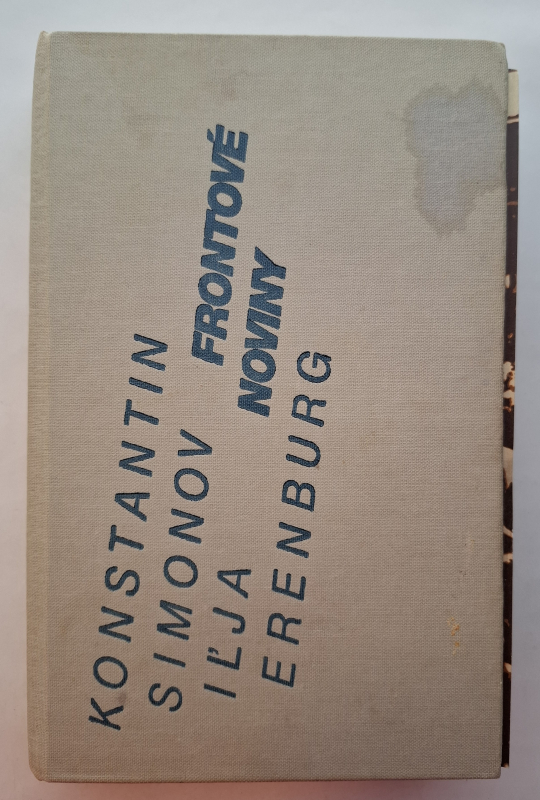 KONSTANTIN
SIMONOV
FRONTOVÉ
IĽJA
NOVINY
ERENBURG